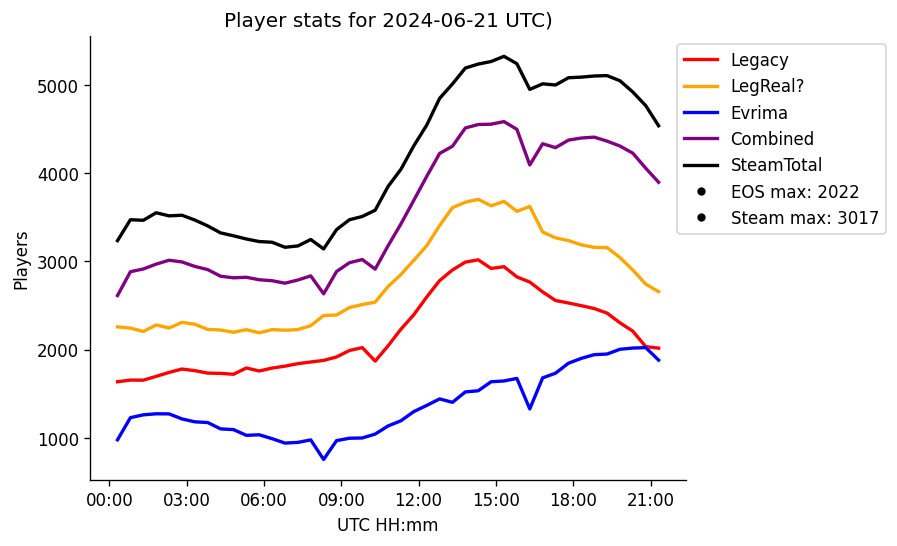 Player stats for 2024-06-21 UTC)
Legacy
LegReal?
Evrima
Combined
SteamTotal
EOS max: 2022
Steam max: 3017
Players
5000
4000
3000
2000
1000
00:00 03:00 06:00 09:00 12:00 15:00 18:00 21:00
UTC HH:mm